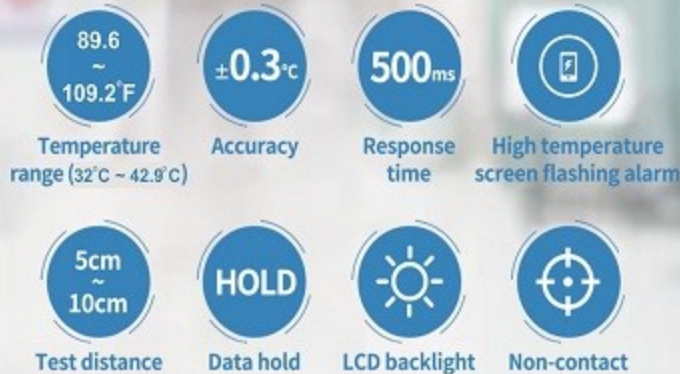 89.6
~
109.2°F
±0.3°C
500ms
Temperature
range (32°C ~ 42.9°C)
Accuracy
Response
time
High temperature
screen flashing alarm
5cm
~
10cm
HOLD
Test distance
Data hold
LCD backlight
Non-contact